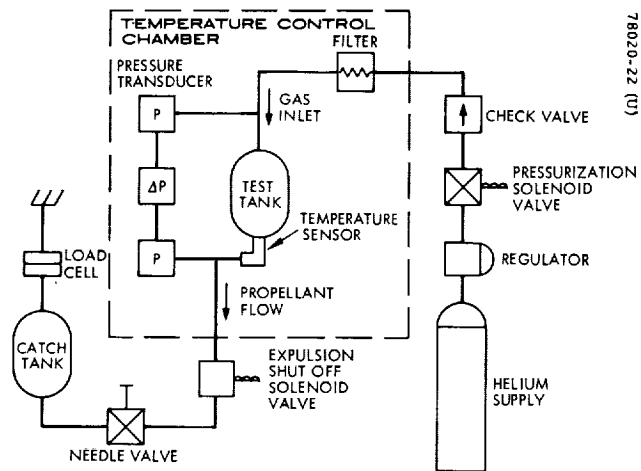 TEMPERATURE CONTROL
CHAMBER
FILTER
PRESSURE
TRANSDUCER
P
GAS
INLET
CHECK VALVE
ΔP
TEST
TANK
PRESSURIZATION
SOLENOID
VALVE
TEMPERATURE
SENSOR
P
LOAD
CELL
REGULATOR
PROPELLANT
FLOW
CATCH
TANK
EXPULSION
SHUT OFF
SOLENOID
VALVE
HELIUM
SUPPLY
NEEDLE VALVE
78020-22 (U)